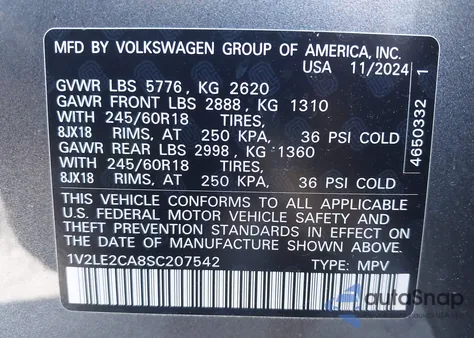 MFD BY VOLKSWAGEN GROUP OF AMERICA, INC.
USA 11/2024
GVWR LBS 5776, KG 2620
GAWR FRONT LBS 2888, KG 1310
WITH 245/60R18 TIRES,
8JX18 RIMS, AT 250 KPA, 36 PSI COLD
GAWR REAR LBS 2998, KG 1360
WITH 245/60R18 TIRES,
8JX18 RIMS, AT 250 KPA, 36 PSI COLD
THIS VEHICLE CONFORMS TO ALL APPLICABLE
U.S. FEDERAL MOTOR VEHICLE SAFETY AND
THEFT PREVENTION STANDARDS IN EFFECT ON
THE DATE OF MANUFACTURE SHOWN ABOVE.
1V2LE2CA8SC207542 TYPE: MPV
4650332 1
autoSnap